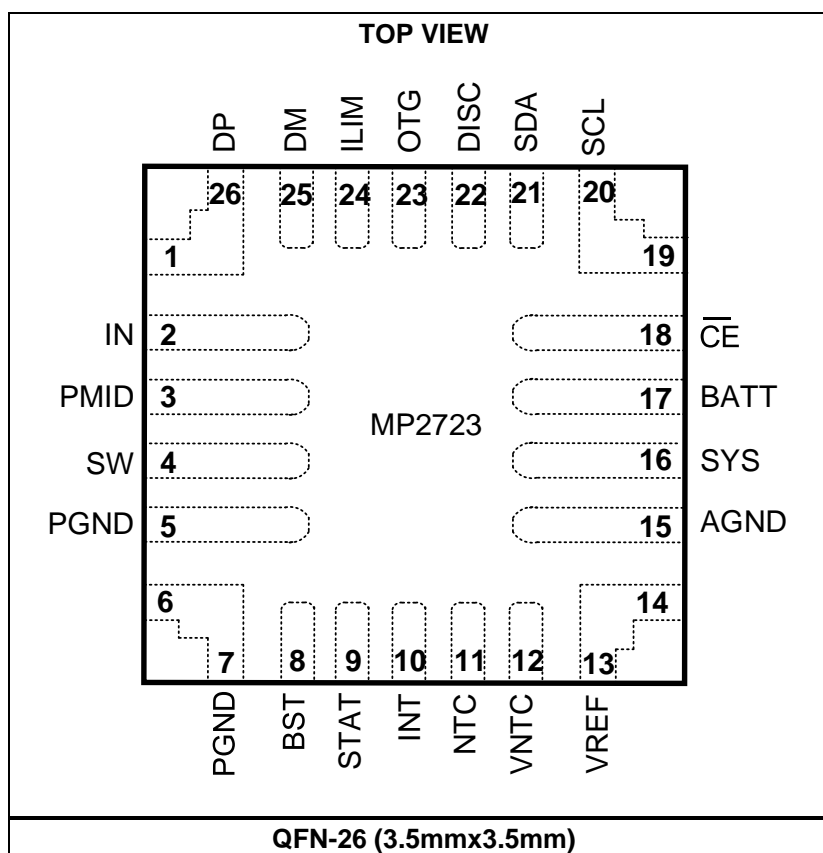 TOP VIEW
DP DM ILIM OTG DISC SDA SCL
26 25 24 23 22 21 20
1 19
IN 2 18 C̅E̅
PMID 3 17 BATT
MP2723
SW 4 16 SYS
PGND 5 15 AGND
6 14
7 8 9 10 11 12 13
PGND BST STAT INT NTC VNTC VREF
QFN-26 (3.5mmx3.5mm)